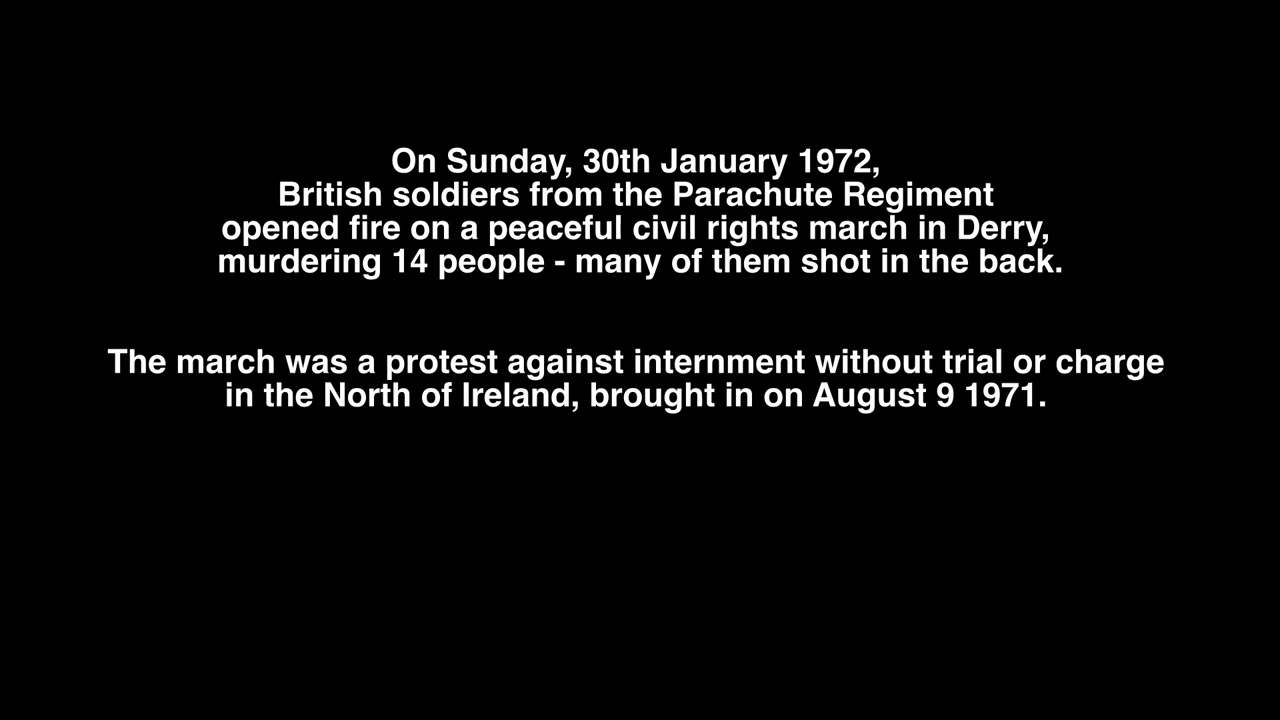 On Sunday, 30th January 1972,
British soldiers from the Parachute Regiment
opened fire on a peaceful civil rights march in Derry,
murdering 14 people - many of them shot in the back.
The march was a protest against internment without trial or charge
in the North of Ireland, brought in on August 9 1971.